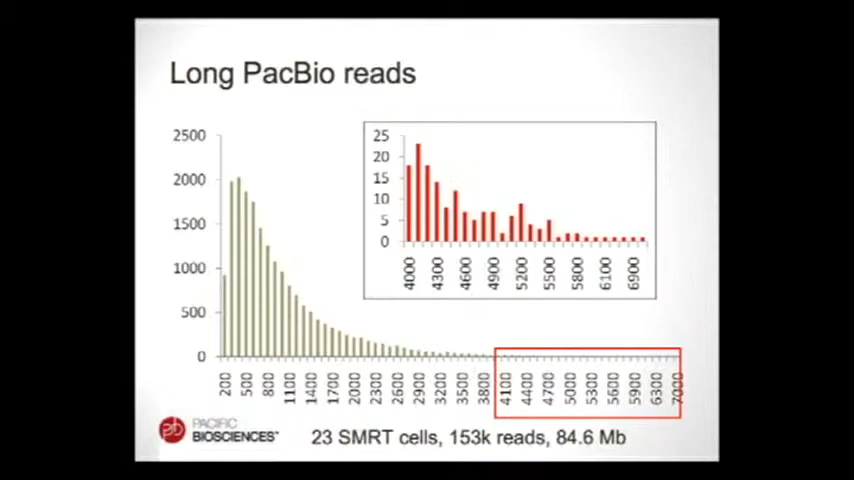 Long PacBio reads
2500
2000
1500
1000
500
0
200 500 800 1100 1400 1700 2000 2300 2600 2900 3200 3500 3800 4100 4400 4700 5000 5300 5600 5900 6300 7000
25
20
15
10
5
0
4000 4300 4600 4900 5200 5500 5800 6100 6900
PACIFIC
BIOSCIENCES™
23 SMRT cells, 153k reads, 84.6 Mb